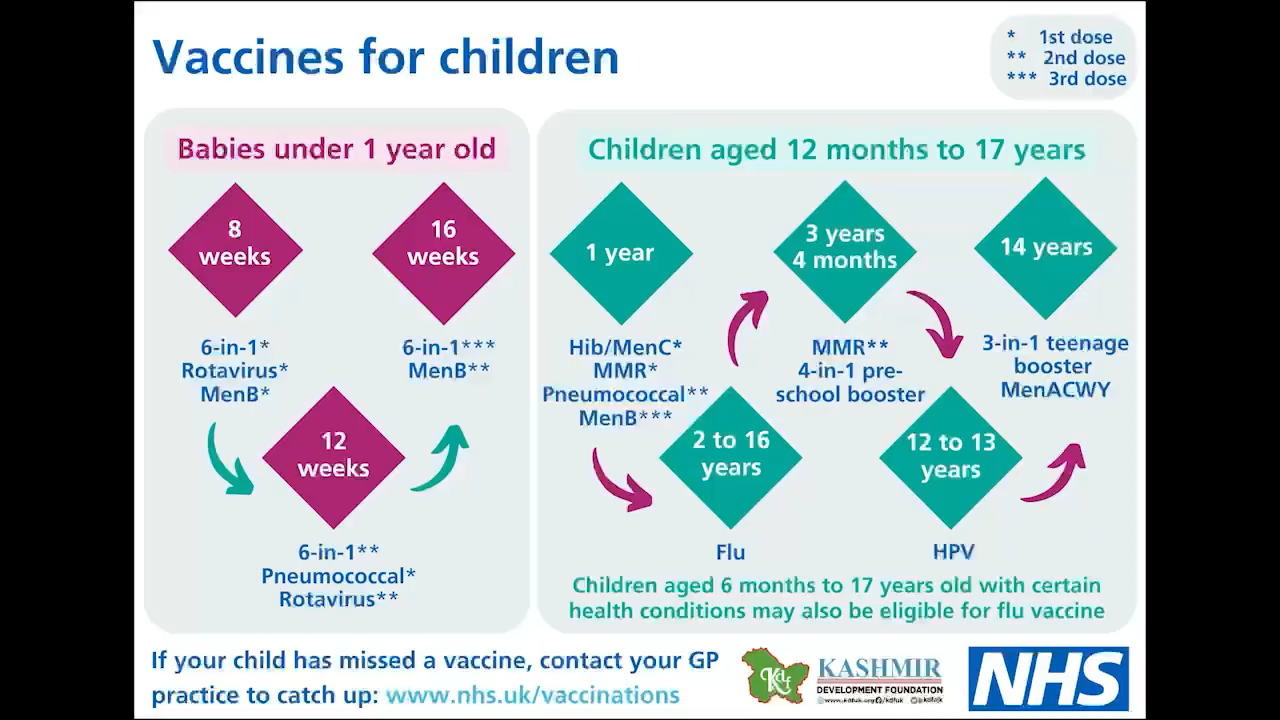 Vaccines for children
* 1st dose
** 2nd dose
*** 3rd dose
Babies under 1 year old
8
weeks
6-in-1*
Rotavirus*
MenB*
12
weeks
6-in-1**
Pneumococcal*
Rotavirus**
16
weeks
6-in-1***
MenB**
Children aged 12 months to 17 years
1 year
Hib/MenC*
MMR*
Pneumococcal**
MenB***
2 to 16
years
Flu
3 years
4 months
MMR**
4-in-1 pre-
school booster
12 to 13
years
HPV
14 years
3-in-1 teenage
booster
MenACWY
Children aged 6 months to 17 years old with certain
health conditions may also be eligible for flu vaccine
If your child has missed a vaccine, contact your GP
practice to catch up: www.nhs.uk/vaccinations
Kdf
KASHMIR
DEVELOPMENT FOUNDATION
www.kdfuk.org
NHS